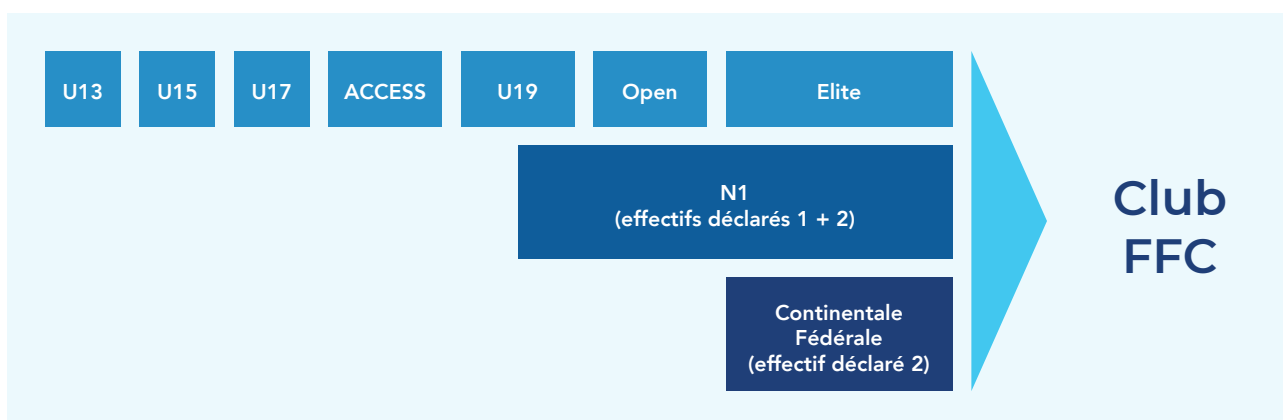 U13
U15
U17
ACCESS
U19
Open
Elite
N1
(effectifs déclarés 1 + 2)
Continentale
Fédérale
(effectif déclaré 2)
Club
FFC